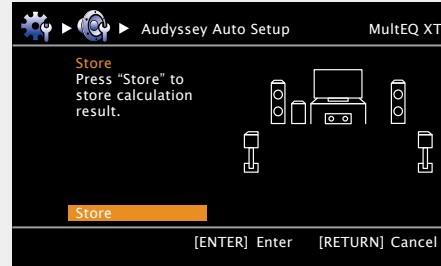 Audyssey Auto Setup MultEQ XT
Store
Press “Store” to
store calculation
result.
Store
[ENTER] Enter [RETURN] Cancel